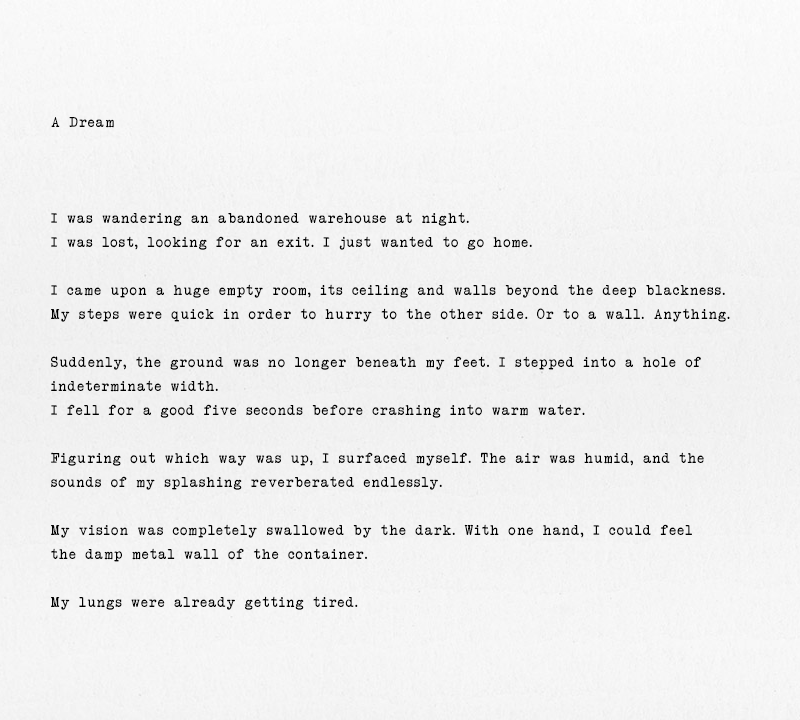 A Dream
I was wandering an abandoned warehouse at night.
I was lost, looking for an exit. I just wanted to go home.
I came upon a huge empty room, its ceiling and walls beyond the deep blackness.
My steps were quick in order to hurry to the other side. Or to a wall. Anything.
Suddenly, the ground was no longer beneath my feet. I stepped into a hole of
indeterminate width.
I fell for a good five seconds before crashing into warm water.
Figuring out which way was up, I surfaced myself. The air was humid, and the
sounds of my splashing reverberated endlessly.
My vision was completely swallowed by the dark. With one hand, I could feel
the damp metal wall of the container.
My lungs were already getting tired.